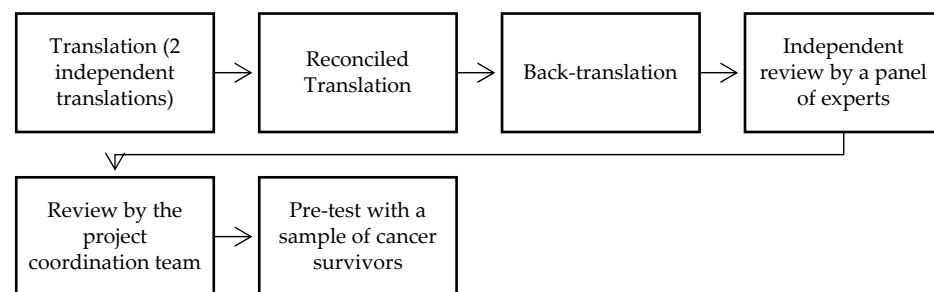 Translation (2
independent
translations)
Reconciled
Translation
Back-translation
Independent
review by a panel
of experts
Review by the
project
coordination team
Pre-test with a
sample of cancer
survivors